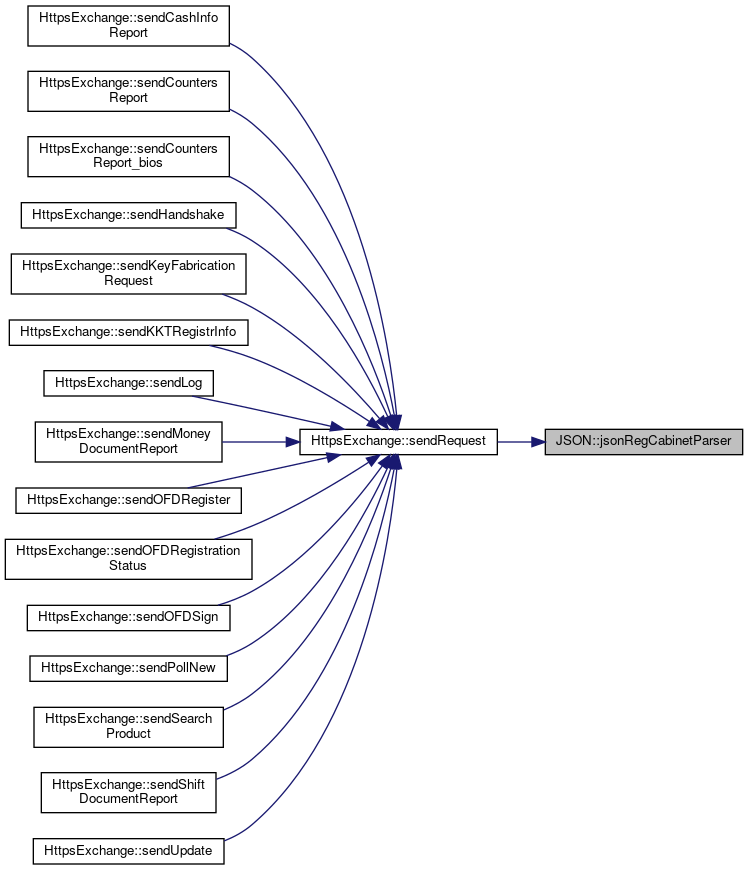 HttpsExchange::sendCashInfo
Report
HttpsExchange::sendCounters
Report
HttpsExchange::sendCounters
Report_bios
HttpsExchange::sendHandshake
HttpsExchange::sendKeyFabrication
Request
HttpsExchange::sendKKTRegistrInfo
HttpsExchange::sendLog
HttpsExchange::sendMoney
DocumentReport
HttpsExchange::sendRequest
JSON::jsonRegCabinetParser
HttpsExchange::sendOFDRegister
HttpsExchange::sendOFDRegistration
Status
HttpsExchange::sendOFDSign
HttpsExchange::sendPollNew
HttpsExchange::sendSearch
Product
HttpsExchange::sendShift
DocumentReport
HttpsExchange::sendUpdate